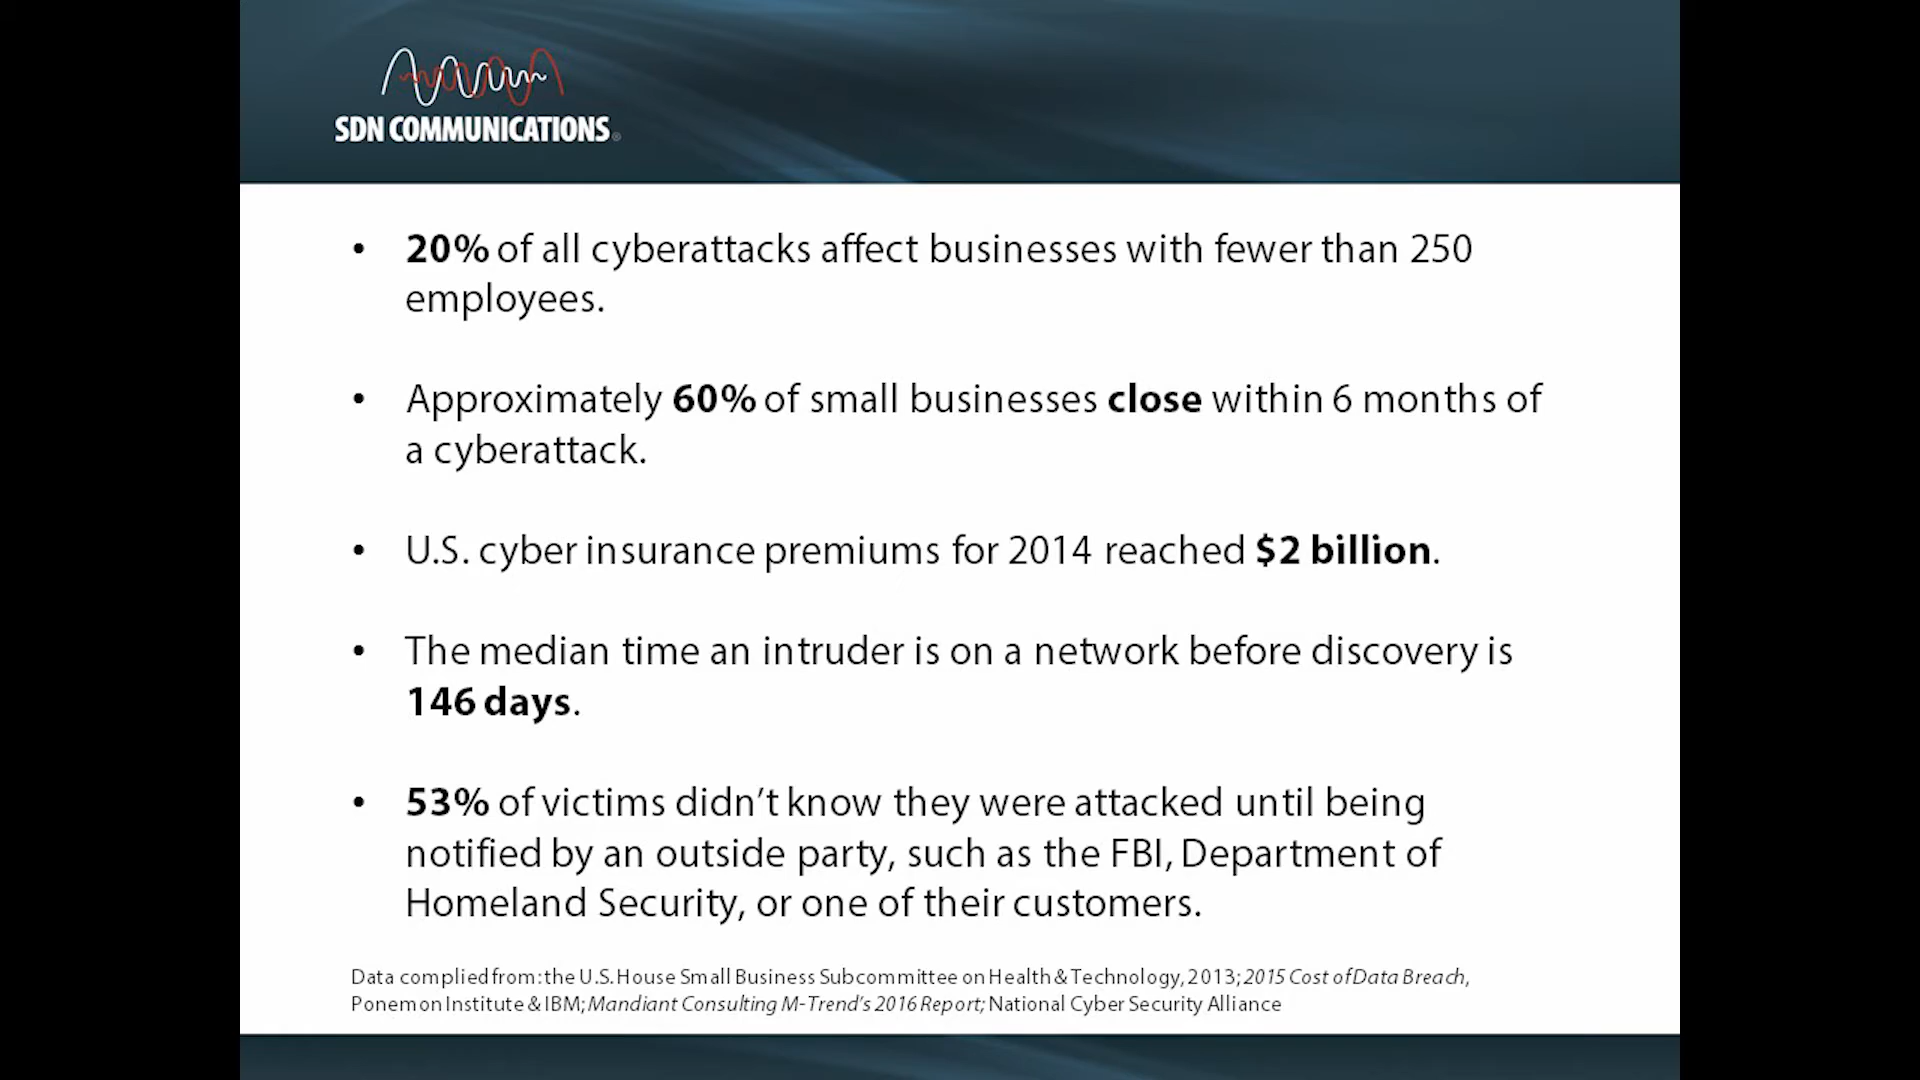 SDN COMMUNICATIONS®
• 20% of all cyberattacks affect businesses with fewer than 250
employees.
• Approximately 60% of small businesses close within 6 months of
a cyberattack.
• U.S. cyber insurance premiums for 2014 reached $2 billion.
• The median time an intruder is on a network before discovery is
146 days.
• 53% of victims didn’t know they were attacked until being
notified by an outside party, such as the FBI, Department of
Homeland Security, or one of their customers.
Data complied from: the U.S. House Small Business Subcommittee on Health & Technology, 2013; 2015 Cost of Data Breach,
Ponemon Institute & IBM; Mandiant Consulting M-Trend’s 2016 Report; National Cyber Security Alliance